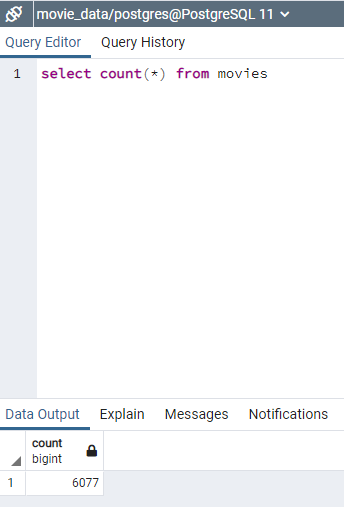 movie_data/postgres@PostgreSQL 11
Query Editor Query History
1 select count(*) from movies
Data Output Explain Messages Notifications
count
bigint
1 6077